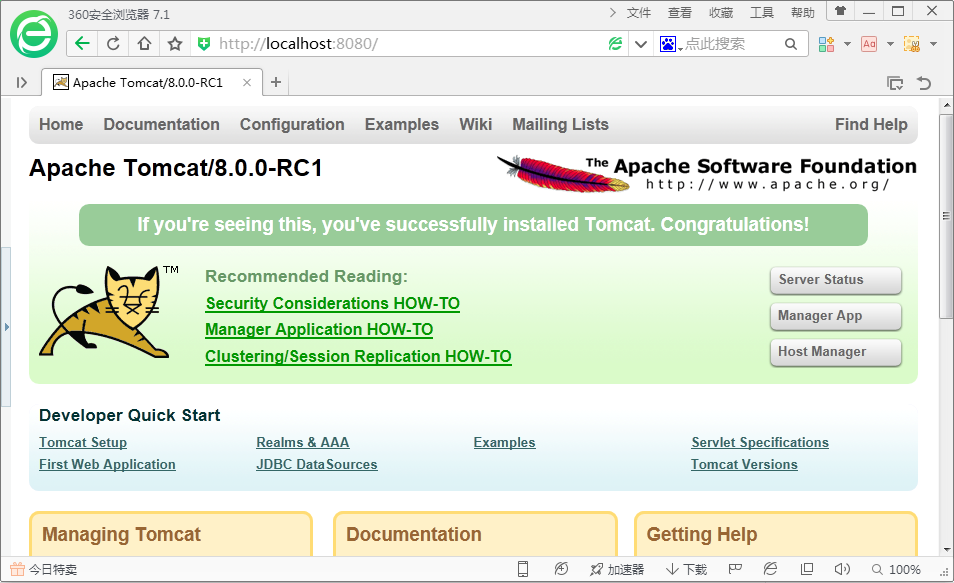 360安全浏览器 7.1
文件 查看 收藏 工具 帮助
http://localhost:8080/
点此搜索
Aa
Apache Tomcat/8.0.0-RC1
Home Documentation Configuration Examples Wiki Mailing Lists Find Help
Apache Tomcat/8.0.0-RC1
The Apache Software Foundation
http://www.apache.org/
If you're seeing this, you've successfully installed Tomcat. Congratulations!
TM
Recommended Reading:
Security Considerations HOW-TO
Manager Application HOW-TO
Clustering/Session Replication HOW-TO
Server Status
Manager App
Host Manager
Developer Quick Start
Tomcat Setup Realms & AAA Examples Servlet Specifications
First Web Application JDBC DataSources Tomcat Versions
Managing Tomcat Documentation Getting Help
今日特卖 加速器 下载 100%